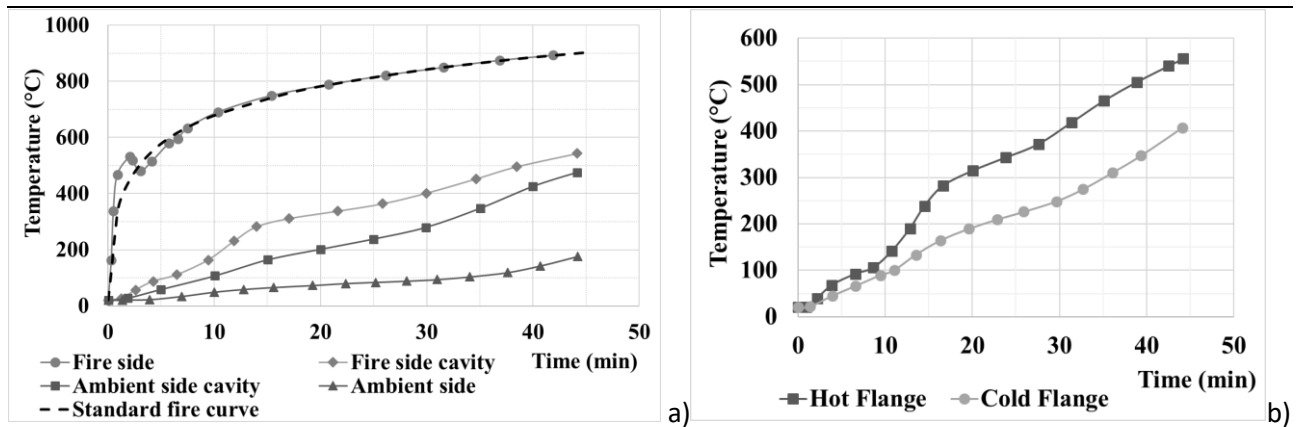 1000
800
600
400
200
0
Temperature (°C)
0 10 20 30 40 50
Time (min)
Fire side
Fire side cavity
Ambient side cavity
Ambient side
Standard fire curve
a)
600
500
400
300
200
100
0
Temperature (°C)
0 10 20 30 40 50
Time (min)
Hot Flange
Cold Flange
b)